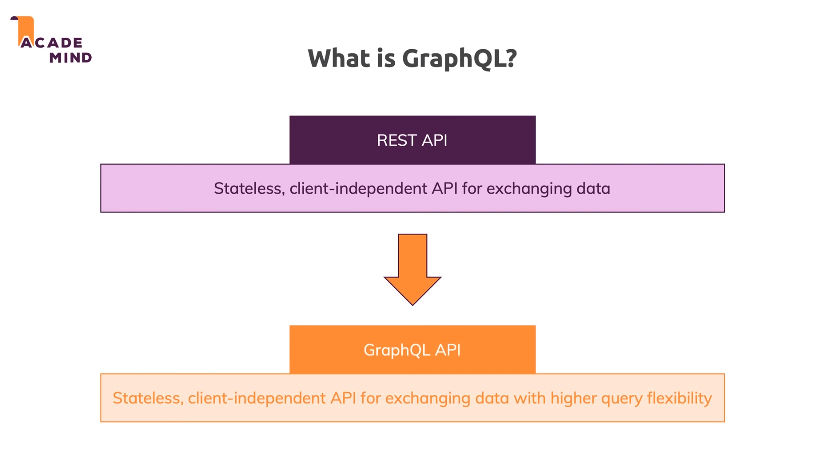 ACADE
MIND
What is GraphQL?
REST API
Stateless, client-independent API for exchanging data
GraphQL API
Stateless, client-independent API for exchanging data with higher query flexibility